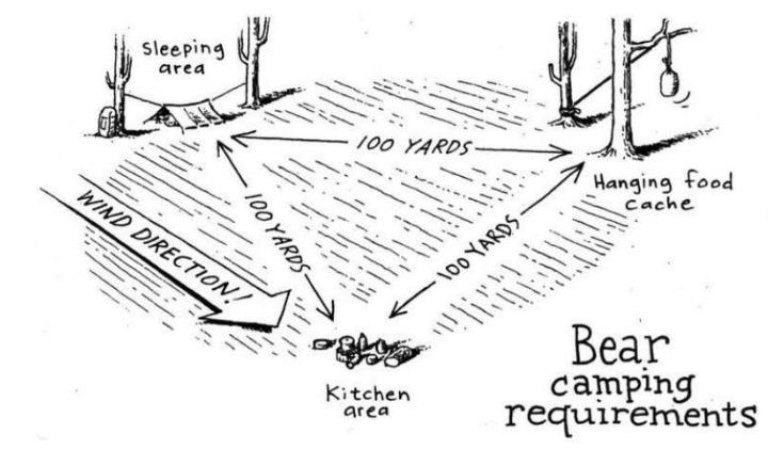 Sleeping
area
100 YARDS
Hanging food
cache
WIND DIRECTION!
100 YARDS
100 YARDS
Kitchen
area
Bear
camping
requirements